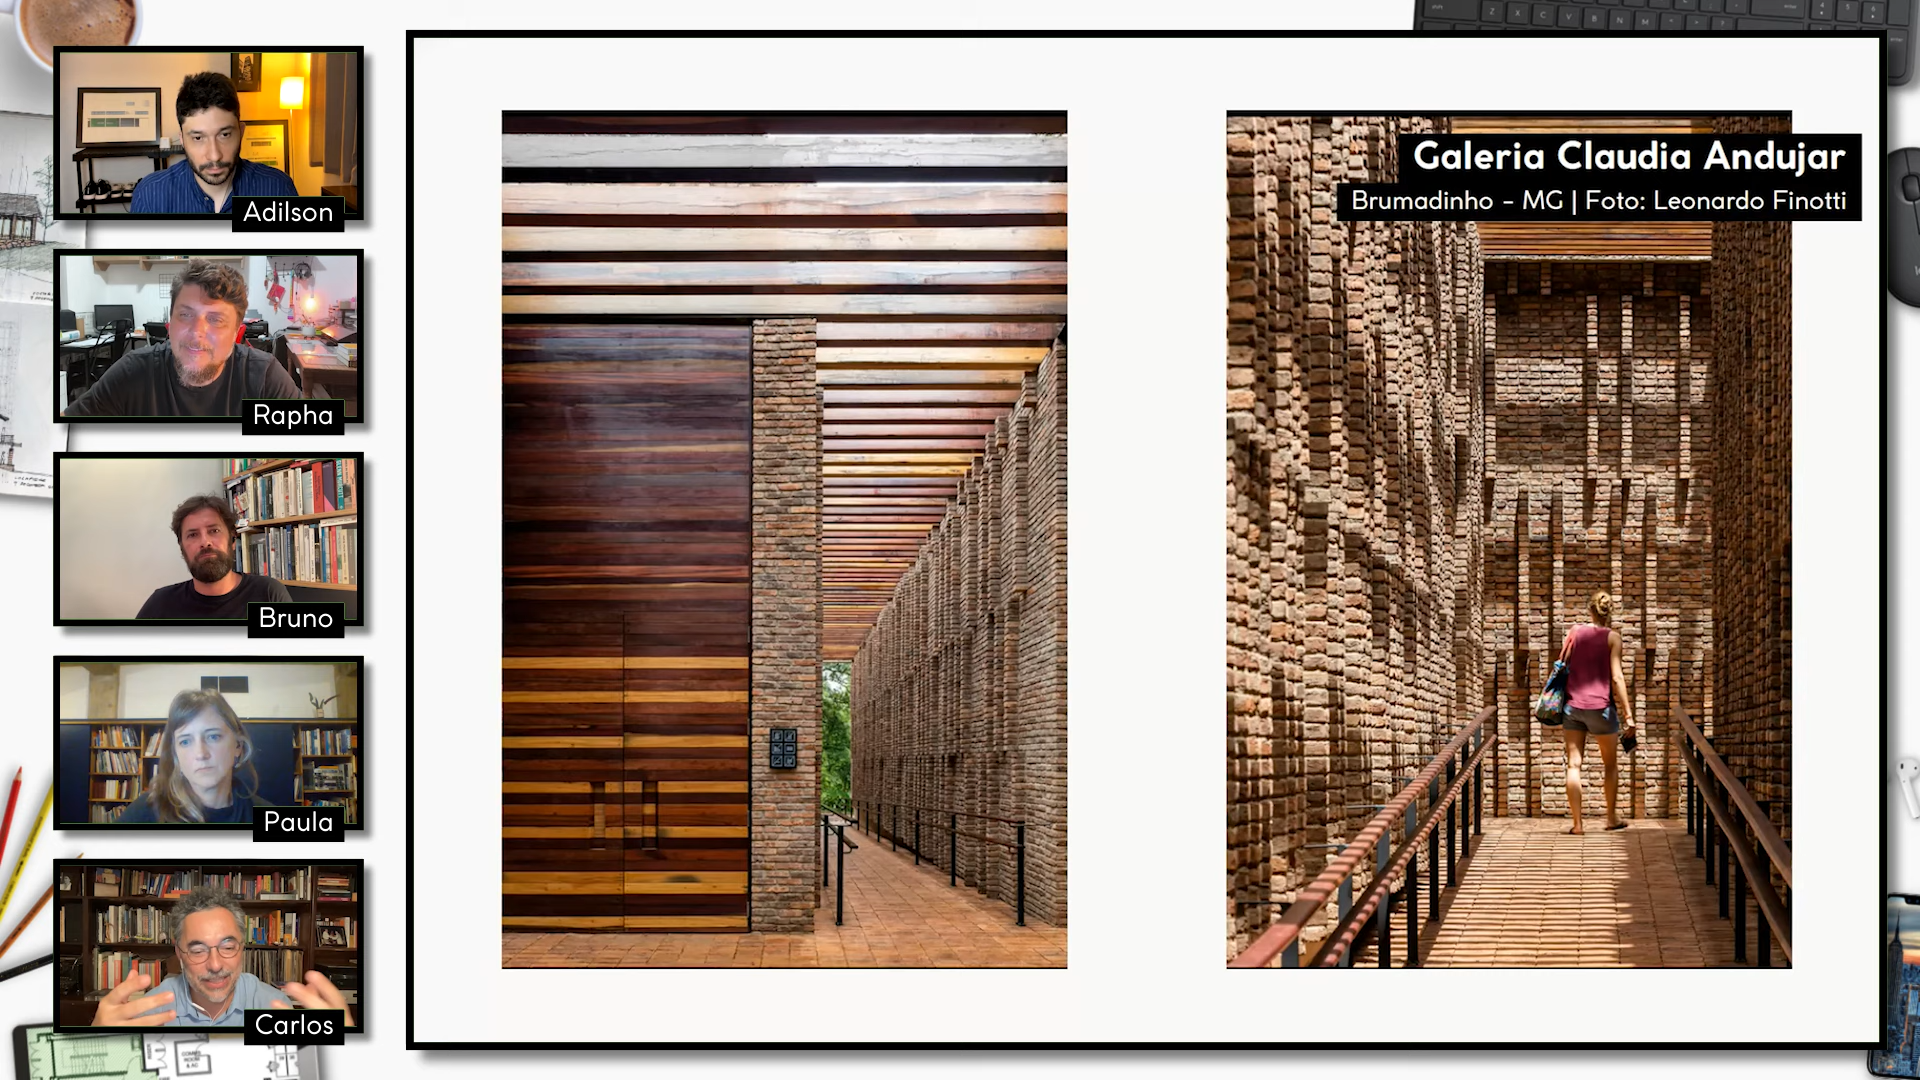 Adilson
Rapha
Bruno
Paula
Carlos
Galeria Claudia Andujar
Brumadinho - MG | Foto: Leonardo Finotti